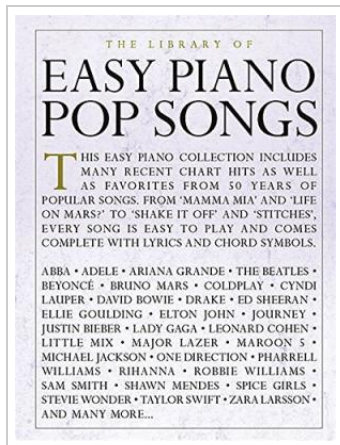 THE LIBRARY OF
EASY PIANO
POP SONGS
THIS EASY PIANO COLLECTION INCLUDES
MANY RECENT CHART HITS AS WELL
AS FAVORITES FROM 50 YEARS OF
POPULAR SONGS. FROM 'MAMMA MIA' AND 'LIFE
ON MARS?' TO 'SHAKE IT OFF' AND 'STITCHES',
EVERY SONG IS EASY TO PLAY AND COMES
COMPLETE WITH LYRICS AND CHORD SYMBOLS.
ABBA • ADELE • ARIANA GRANDE • THE BEATLES •
BEYONCÉ • BRUNO MARS • COLDPLAY • CYNDI
LAUPER • DAVID BOWIE • DRAKE • ED SHEERAN •
ELLIE GOULDING • ELTON JOHN • JOURNEY •
JUSTIN BIEBER • LADY GAGA • LEONARD COHEN •
LITTLE MIX • MAJOR LAZER • MAROON 5 •
MICHAEL JACKSON • ONE DIRECTION • PHARRELL
WILLIAMS • RIHANNA • ROBBIE WILLIAMS •
SAM SMITH • SHAWN MENDES • SPICE GIRLS •
STEVIE WONDER • TAYLOR SWIFT • ZARA LARSSON •
AND MANY MORE...